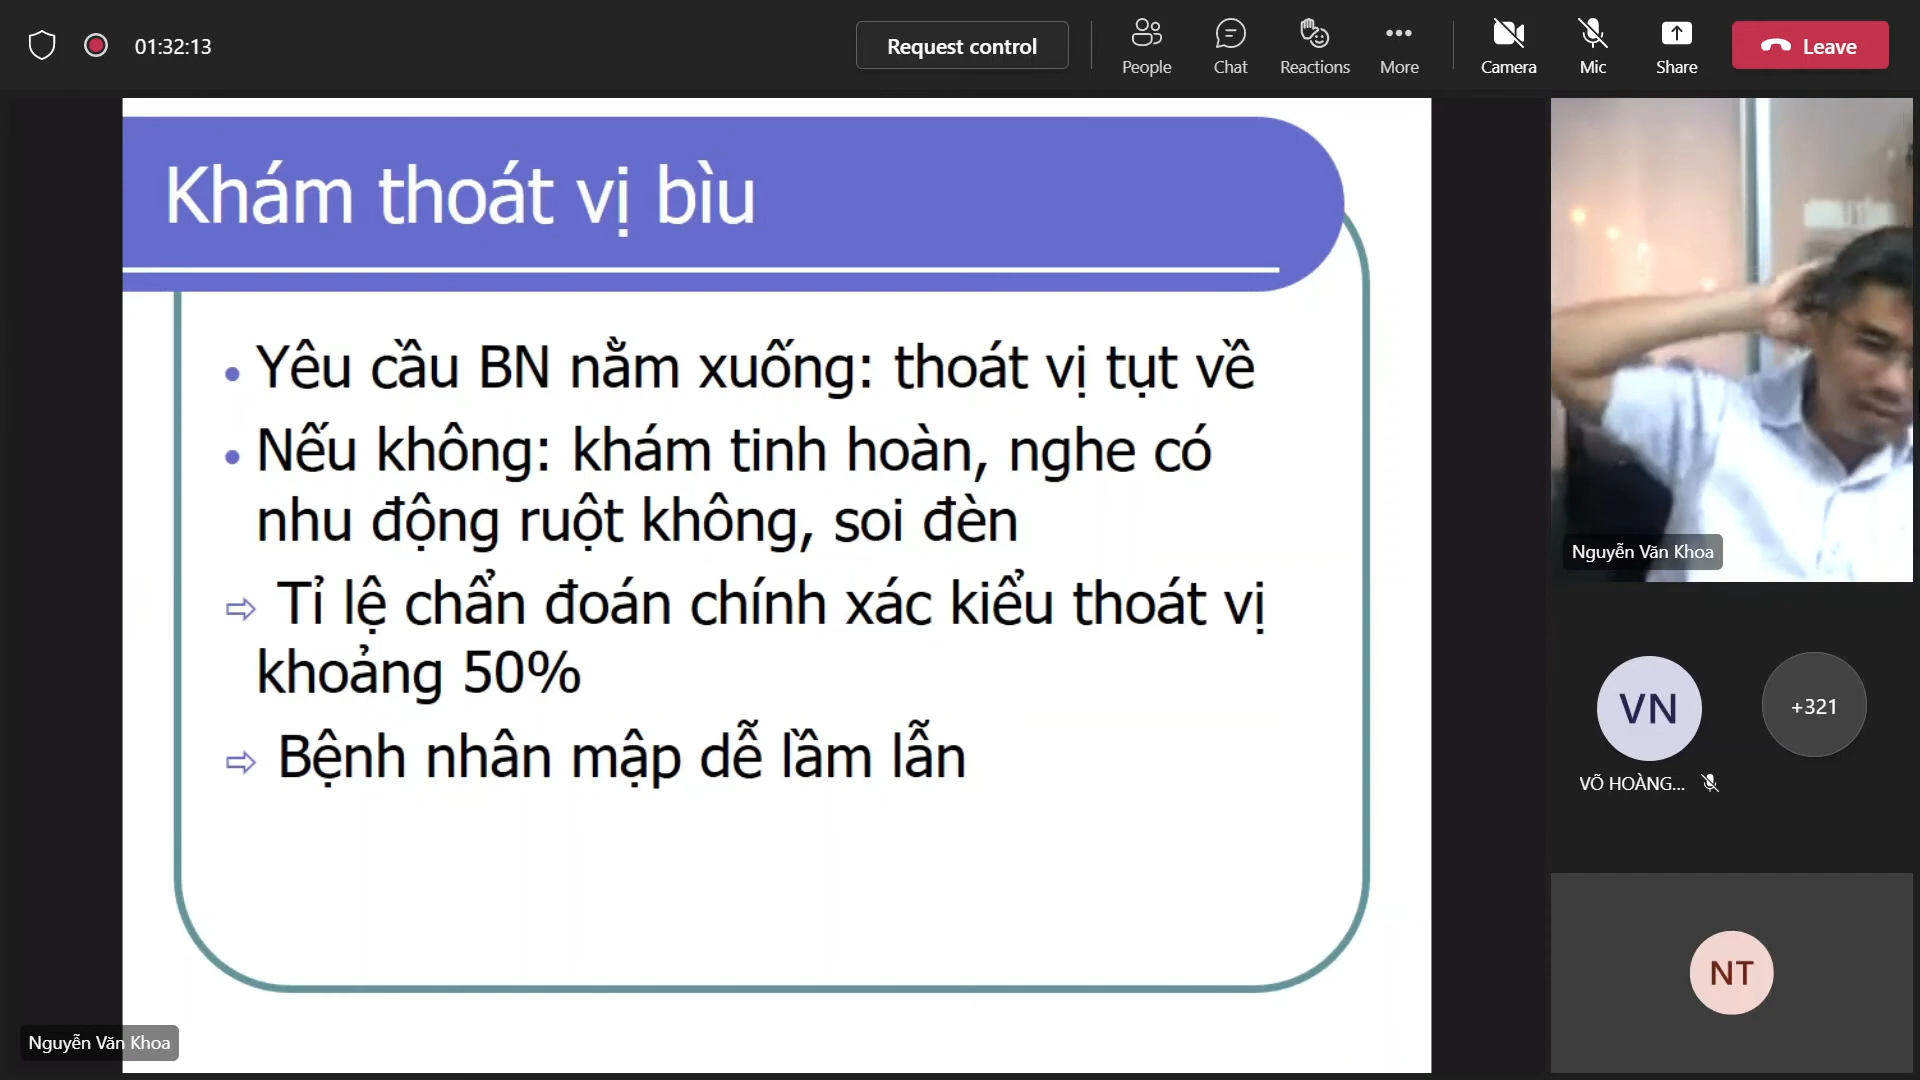 01:32:13
Request control
People
Chat
Reactions
More
Camera
Mic
Share
Leave
Khám thoát vị bìu
• Yêu cầu BN nằm xuống: thoát vị tụt về
• Nếu không: khám tinh hoàn, nghe có
nhu động ruột không, soi đèn
⇨ Tỉ lệ chẩn đoán chính xác kiểu thoát vị
khoảng 50%
⇨ Bệnh nhân mập dễ lầm lẫn
Nguyễn Văn Khoa
Nguyễn Văn Khoa
VN
+321
VÕ HOÀNG...
NT